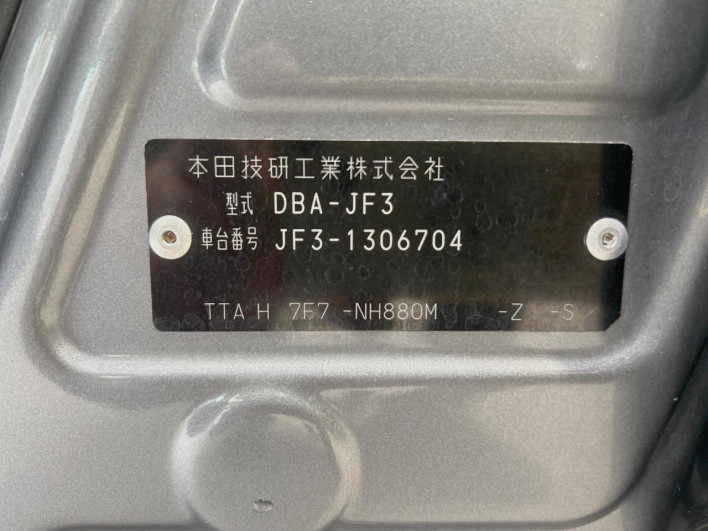 本田技研工業株式会社
型式 DBA-JF3
車台番号 JF3-1306704
TTA H 7F7 -NH880M -Z -S